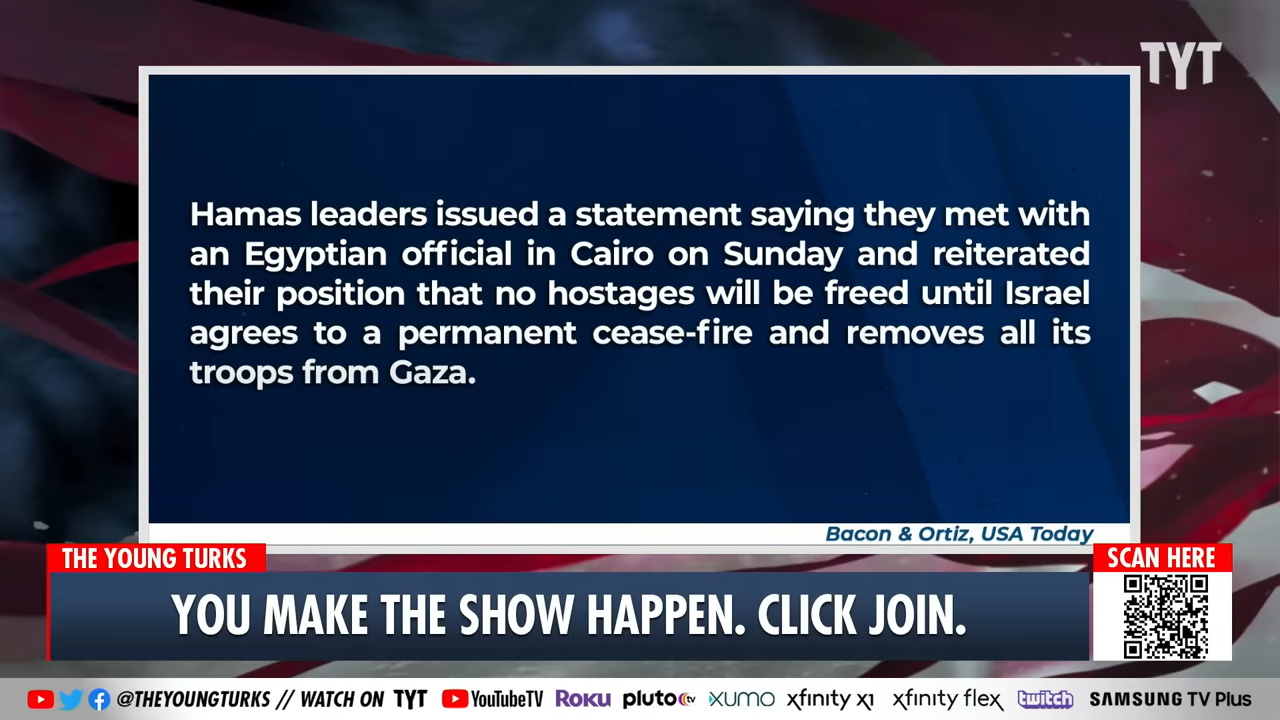 TYT
Hamas leaders issued a statement saying they met with
an Egyptian official in Cairo on Sunday and reiterated
their position that no hostages will be freed until Israel
agrees to a permanent cease-fire and removes all its
troops from Gaza.
Bacon & Ortiz, USA Today
THE YOUNG TURKS
SCAN HERE
YOU MAKE THE SHOW HAPPEN. CLICK JOIN.
@THEYOUNGTURKS // WATCH ON TYT YouTubeTV ROKU pluto tv xumo xfinity x1 xfinity flex twitch SAMSUNG TV Plus